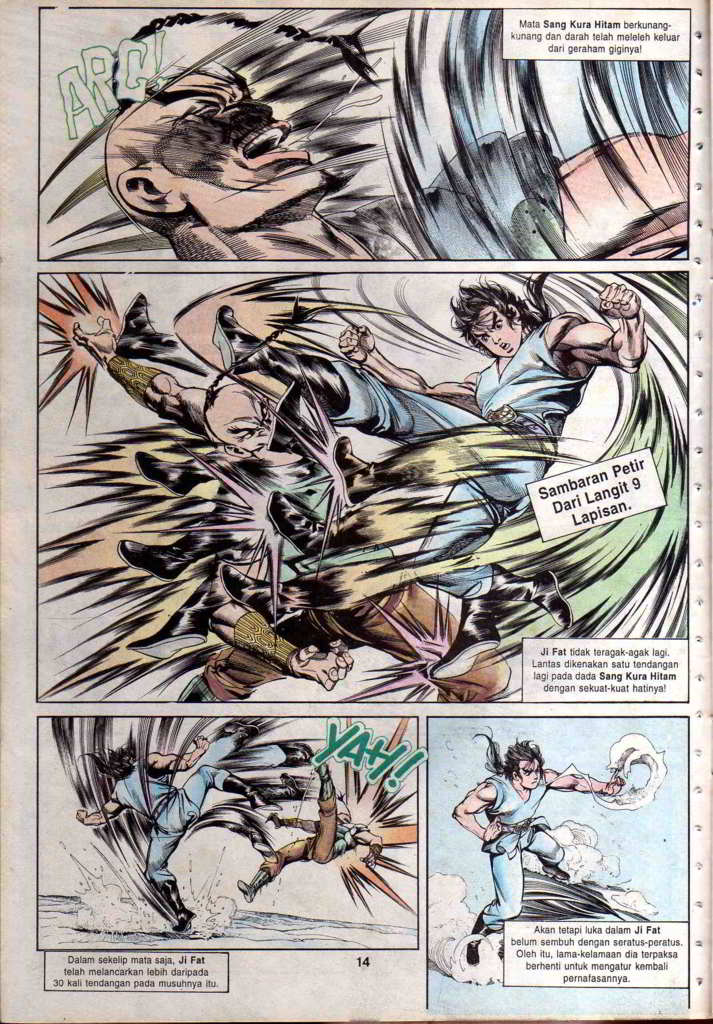 Mata Sang Kura Hitam berkunang-
kunang dan darah telah meleleh keluar
dari geraham giginya!
ARG!
Sambaran Petir
Dari Langit 9
Lapisan.
Ji Fat tidak teragak-agak lagi.
Lantas dikenakan satu tendangan
lagi pada dada Sang Kura Hitam
dengan sekuat-kuat hatinya!
YAH!
Dalam sekelip mata saja, Ji Fat
telah melancarkan lebih daripada
30 kali tendangan pada musuhnya itu.
Akan tetapi luka dalam Ji Fat
belum sembuh dengan seratus-peratus.
Oleh itu, lama-kelamaan dia terpaksa
berhenti untuk mengatur kembali
pernafasannya.
14